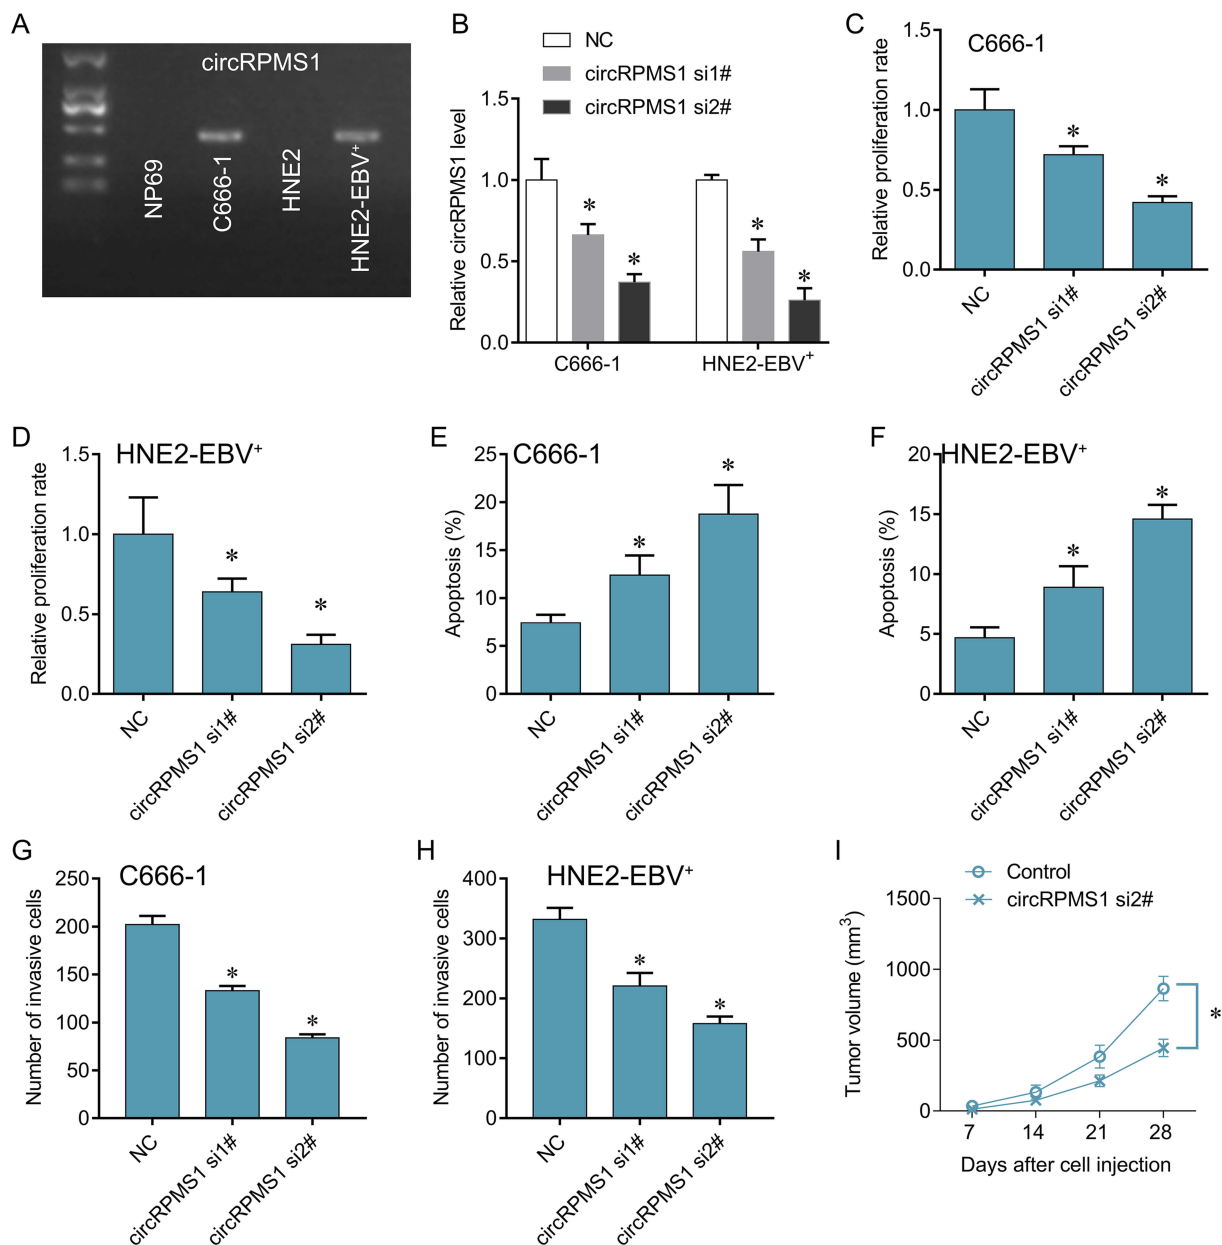 A
circRPMS1
NP69
C666-1
HNE2
HNE2-EBV+
B
NC
circRPMS1 si1#
circRPMS1 si2#
Relative circRPMS1 level
1.5
1.0
0.5
0.0
* * * *
C666-1 HNE2-EBV+
C
C666-1
Relative proliferation rate
1.5
1.0
0.5
0.0
* *
NC
circRPMS1 si1#
circRPMS1 si2#
D
HNE2-EBV+
Relative proliferation rate
1.5
1.0
0.5
0.0
* *
NC
circRPMS1 si1#
circRPMS1 si2#
E
C666-1
Apoptosis (%)
25
20
15
10
5
0
* *
NC
circRPMS1 si1#
circRPMS1 si2#
F
HNE2-EBV+
Apoptosis (%)
20
15
10
5
0
* *
NC
circRPMS1 si1#
circRPMS1 si2#
G
C666-1
Number of invasive cells
250
200
150
100
50
0
* *
NC
circRPMS1 si1#
circRPMS1 si2#
H
HNE2-EBV+
Number of invasive cells
400
300
200
100
0
* *
NC
circRPMS1 si1#
circRPMS1 si2#
I
Control
circRPMS1 si2#
Tumor volume (mm3)
1500
1000
500
0
*
7 14 21 28
Days after cell injection